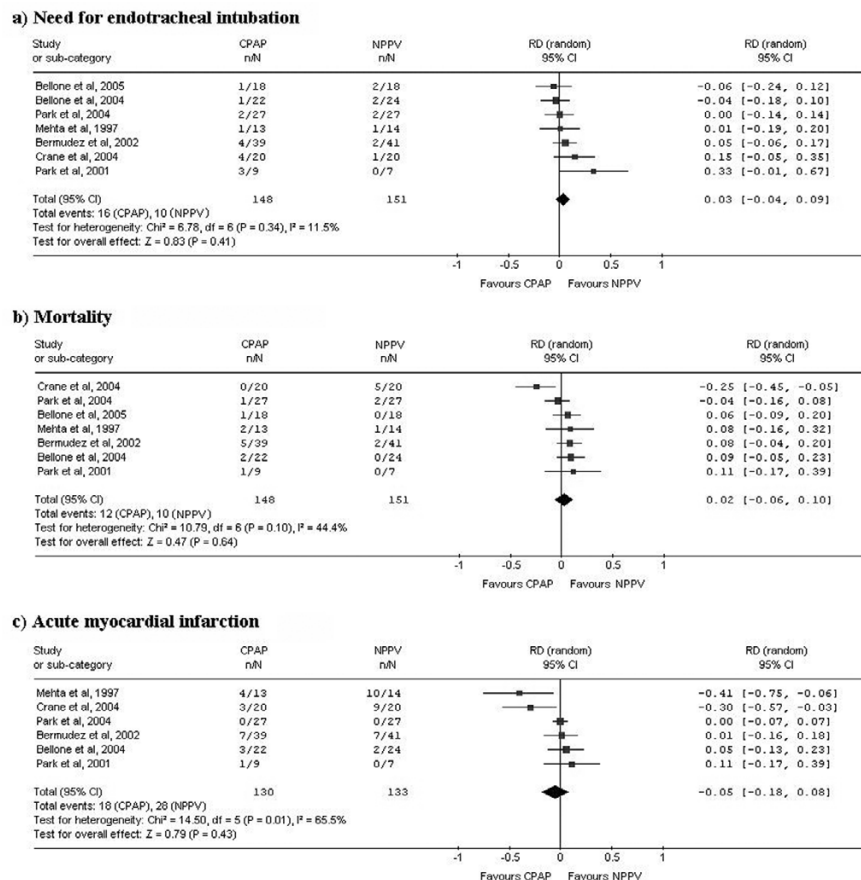 a) Need for endotracheal intubation
Study CPAP NPPV RD (random) RD (random)
or sub-category n/N n/N 95% CI 95% CI
Bellone et al, 2005 1/18 2/18 -0.06 [-0.24, 0.12]
Bellone et al, 2004 1/22 2/24 -0.04 [-0.18, 0.10]
Park et al, 2004 2/27 2/27 0.00 [-0.14, 0.14]
Mehta et al, 1997 1/13 1/14 0.01 [-0.19, 0.20]
Bermudez et al, 2002 4/39 2/41 0.05 [-0.06, 0.17]
Crane et al, 2004 4/20 1/20 0.15 [-0.05, 0.35]
Park et al, 2001 3/9 0/7 0.33 [-0.01, 0.67]
Total (95% CI) 148 151 0.03 [-0.04, 0.09]
Total events: 16 (CPAP), 10 (NPPV)
Test for heterogeneity: Chi² = 6.78, df = 6 (P = 0.34), I² = 11.5%
Test for overall effect: Z = 0.83 (P = 0.41)
-1 -0.5 0 0.5 1
Favours CPAP Favours NPPV
b) Mortality
Study CPAP NPPV RD (random) RD (random)
or sub-category n/N n/N 95% CI 95% CI
Crane et al, 2004 0/20 5/20 -0.25 [-0.45, -0.05]
Park et al, 2004 1/27 2/27 -0.04 [-0.16, 0.08]
Bellone et al, 2005 1/18 0/18 0.06 [-0.09, 0.20]
Mehta et al, 1997 2/13 1/14 0.08 [-0.16, 0.32]
Bermudez et al, 2002 5/39 2/41 0.08 [-0.04, 0.20]
Bellone et al, 2004 2/22 0/24 0.09 [-0.05, 0.23]
Park et al, 2001 1/9 0/7 0.11 [-0.17, 0.39]
Total (95% CI) 148 151 0.02 [-0.06, 0.10]
Total events: 12 (CPAP), 10 (NPPV)
Test for heterogeneity: Chi² = 10.79, df = 6 (P = 0.10), I² = 44.4%
Test for overall effect: Z = 0.47 (P = 0.64)
-1 -0.5 0 0.5 1
Favours CPAP Favours NPPV
c) Acute myocardial infarction
Study CPAP NPPV RD (random) RD (random)
or sub-category n/N n/N 95% CI 95% CI
Mehta et al, 1997 4/13 10/14 -0.41 [-0.75, -0.06]
Crane et al, 2004 3/20 9/20 -0.30 [-0.57, -0.03]
Park et al, 2004 0/27 0/27 0.00 [-0.07, 0.07]
Bermudez et al, 2002 7/39 7/41 0.01 [-0.16, 0.18]
Bellone et al, 2004 3/22 2/24 0.05 [-0.13, 0.23]
Park et al, 2001 1/9 0/7 0.11 [-0.17, 0.39]
Total (95% CI) 130 133 -0.05 [-0.18, 0.08]
Total events: 18 (CPAP), 28 (NPPV)
Test for heterogeneity: Chi² = 14.50, df = 5 (P = 0.01), I² = 65.5%
Test for overall effect: Z = 0.79 (P = 0.43)
-1 -0.5 0 0.5 1
Favours CPAP Favours NPPV